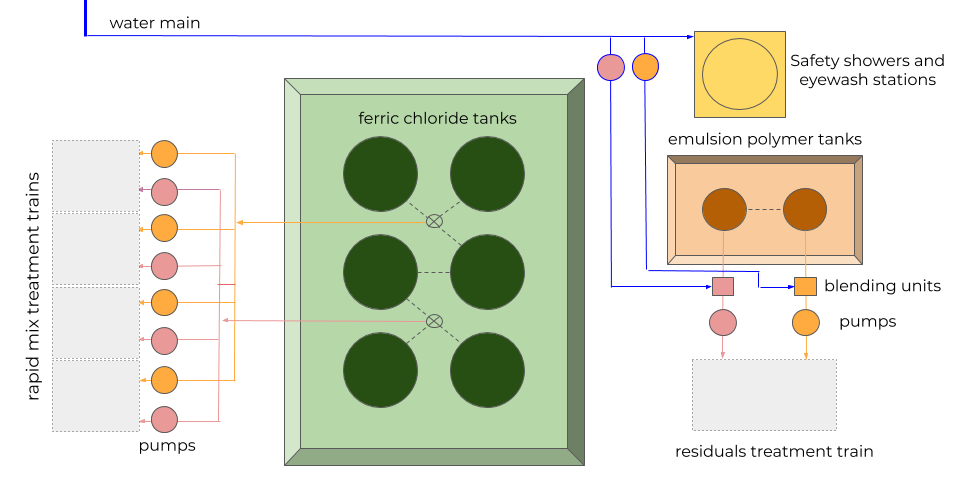 water main
Safety showers and
eyewash stations
ferric chloride tanks
emulsion polymer tanks
rapid mix treatment trains
blending units
pumps
pumps
residuals treatment train